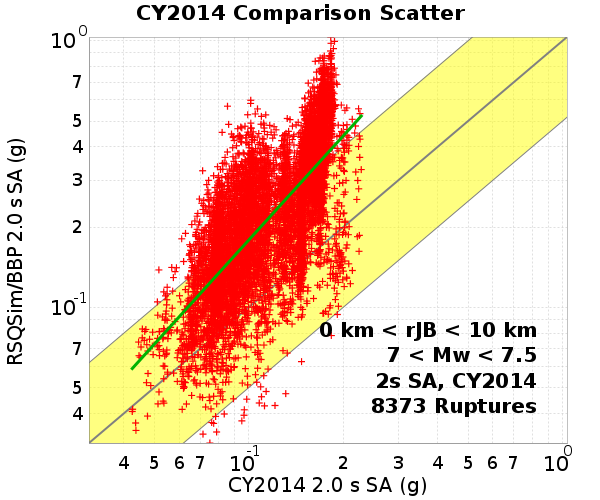 CY2014 Comparison Scatter
10^0
7
5
4
3
2
10^-1
7
5
4
RSQSim/BBP 2.0 s SA (g)
0 km < rJB < 10 km
7 < Mw < 7.5
2s SA, CY2014
8373 Ruptures
4 5 6 7 10^-1 2 3 4 5 6 7 10^0
CY2014 2.0 s SA (g)